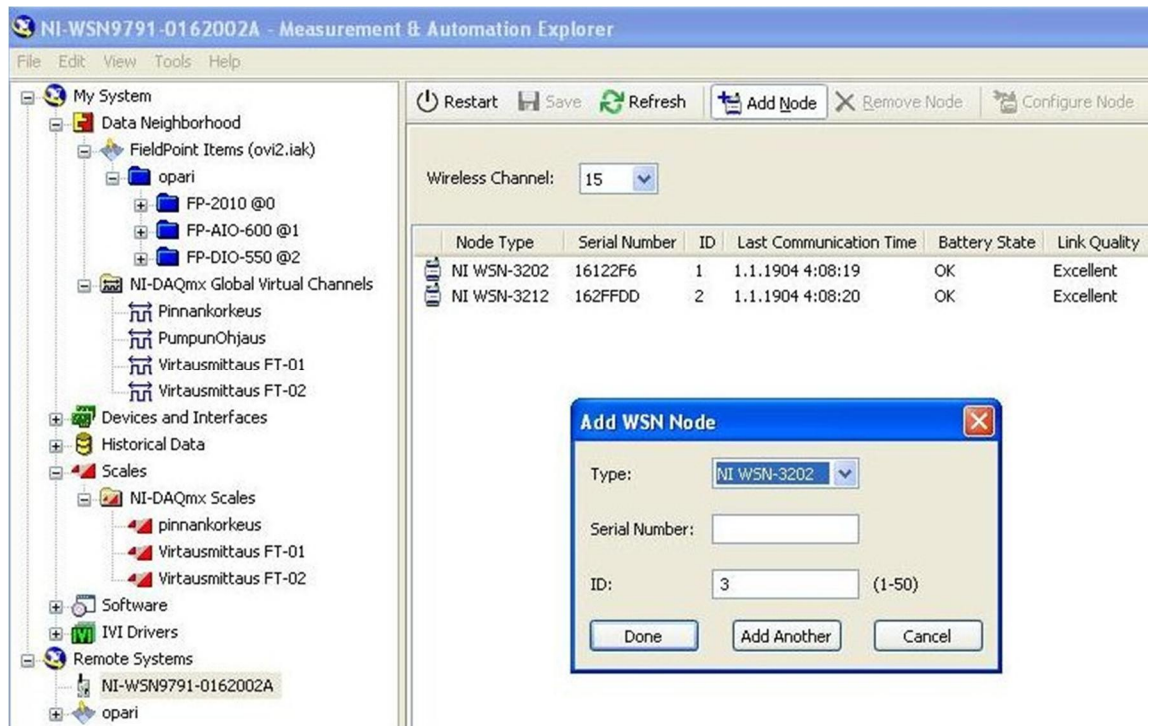 NI-WSN9791-0162002A - Measurement & Automation Explorer
File Edit View Tools Help
My System
Data Neighborhood
FieldPoint Items (ovi2.iak)
opari
FP-2010 @0
FP-AIO-600 @1
FP-DIO-550 @2
NI-DAQmx Global Virtual Channels
Pinnankorkeus
PumpunOhjaus
Virtausmittaus FT-01
Virtausmittaus FT-02
Devices and Interfaces
Historical Data
Scales
NI-DAQmx Scales
pinnankorkeus
Virtausmittaus FT-01
Virtausmittaus FT-02
Software
IVI Drivers
Remote Systems
NI-WSN9791-0162002A
opari
Restart Save Refresh Add Node Remove Node Configure Node
Wireless Channel: 15
Node Type Serial Number ID Last Communication Time Battery State Link Quality
NI WSN-3202 16122F6 1 1.1.1904 4:08:19 OK Excellent
NI WSN-3212 162FFDD 2 1.1.1904 4:08:20 OK Excellent
Add WSN Node
Type: NI WSN-3202
Serial Number:
ID: 3 (1-50)
Done Add Another Cancel